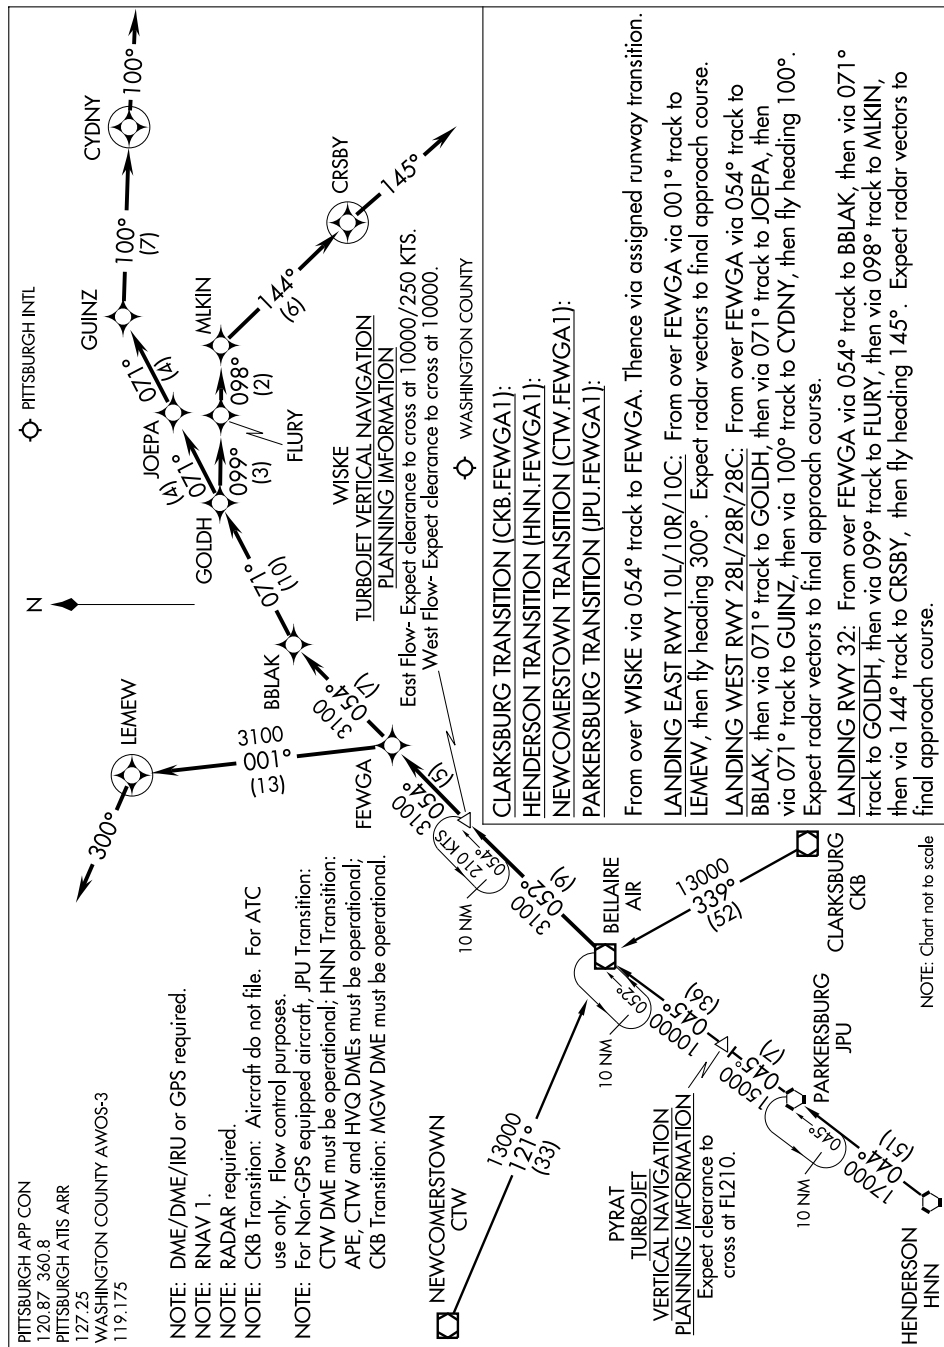 PITTSBURGH APP CON
120.87 360.8
PITTSBURGH ATIS ARR
127.25
WASHINGTON COUNTY AWOS-3
119.175
NOTE: DME/DME/IRU or GPS required.
NOTE: RNAV 1.
NOTE: RADAR required.
NOTE: CKB Transition: Aircraft do not file. For ATC
use only. Flow control purposes.
NOTE: For Non-GPS equipped aircraft, JPU Transition:
CTW DME must be operational; HNN Transition:
APE, CTW and HVQ DMEs must be operational;
CKB Transition: MGW DME must be operational.
300°
LEMEW
3100
001°
(13)
N
PITTSBURGH INTL
GUINZ
100°
(7)
CYDNY
100°
JOEPA
071°
(4)
071°
(4)
GOLDH
099°
(3)
FLURY
098°
(2)
MLKIN
144°
(6)
CRSBY
145°
071°
(10)
BBLAK
3100
054°
(7)
FEWGA
3100
054°
(5)
WISKE
TURBOJET VERTICAL NAVIGATION
PLANNING IMFORMATION
East Flow- Expect clearance to cross at 10000/250 KTS.
West Flow- Expect clearance to cross at 10000.
WASHINGTON COUNTY
210 KTS
054°
10 NM
3100
052°
(9)
BELLAIRE
AIR
052°
10 NM
NEWCOMERSTOWN
CTW
13000
121°
(33)
13000
339°
(52)
CLARKSBURG
CKB
10000
045°
(36)
PYRAT
TURBOJET
VERTICAL NAVIGATION
PLANNING IMFORMATION
Expect clearance to
cross at FL210.
15000
045°
(7)
045°
10 NM
PARKERSBURG
JPU
17000
044°
(51)
HENDERSON
HNN
NOTE: Chart not to scale
CLARKSBURG TRANSITION (CKB.FEWGA1):
HENDERSON TRANSITION (HNN.FEWGA1):
NEWCOMERSTOWN TRANSITION (CTW.FEWGA1):
PARKERSBURG TRANSITION (JPU.FEWGA1):
From over WISKE via 054° track to FEWGA. Thence via assigned runway transition.
LANDING EAST RWY 10L/10R/10C: From over FEWGA via 001° track to
LEMEW, then fly heading 300°. Expect radar vectors to final approach course.
LANDING WEST RWY 28L/28R/28C: From over FEWGA via 054° track to
BBLAK, then via 071° track to GOLDH, then via 071° track to JOEPA, then
via 071° track to GUINZ, then via 100° track to CYDNY, then fly heading 100°.
Expect radar vectors to final approach course.
LANDING RWY 32: From over FEWGA via 054° track to BBLAK, then via 071°
track to GOLDH, then via 099° track to FLURY, then via 098° track to MLKIN,
then via 144° track to CRSBY, then fly heading 145°. Expect radar vectors to
final approach course.